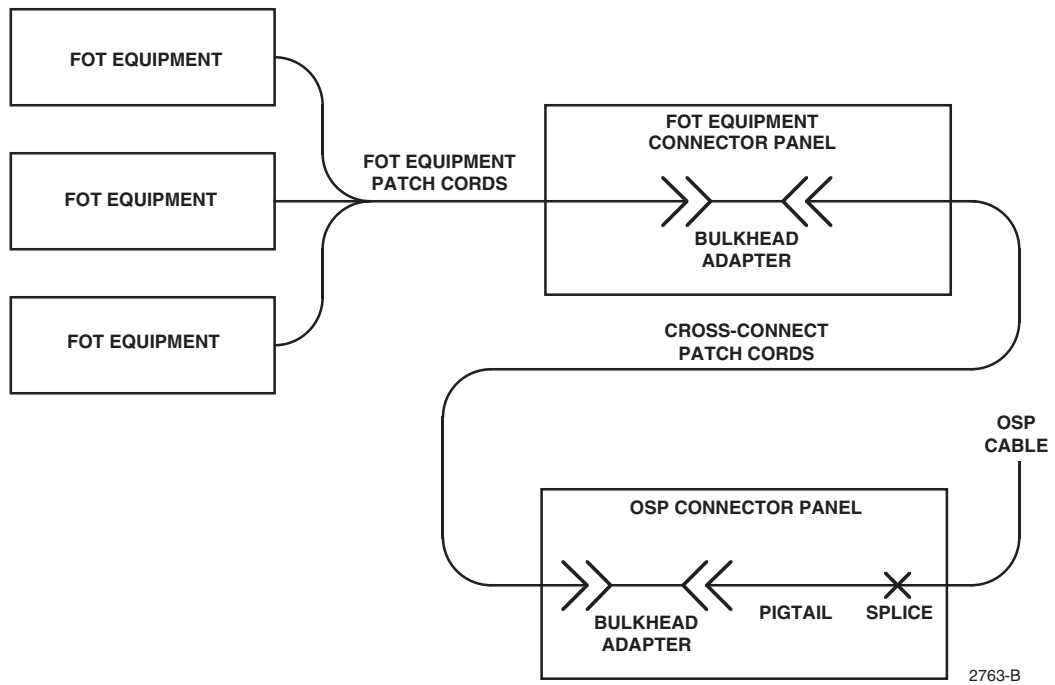 FOT EQUIPMENT
FOT EQUIPMENT
FOT EQUIPMENT
FOT EQUIPMENT
PATCH CORDS
FOT EQUIPMENT
CONNECTOR PANEL
BULKHEAD
ADAPTER
CROSS-CONNECT
PATCH CORDS
OSP
CABLE
OSP CONNECTOR PANEL
BULKHEAD
ADAPTER
PIGTAIL
SPLICE
2763-B